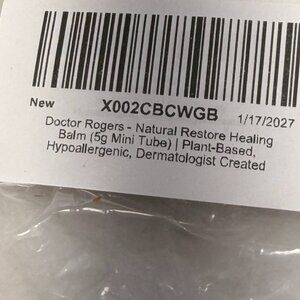 New X002CBCWGB 1/17/2027
Doctor Rogers - Natural Restore Healing
Balm (5g Mini Tube) | Plant-Based,
Hypoallergenic, Dermatologist Created